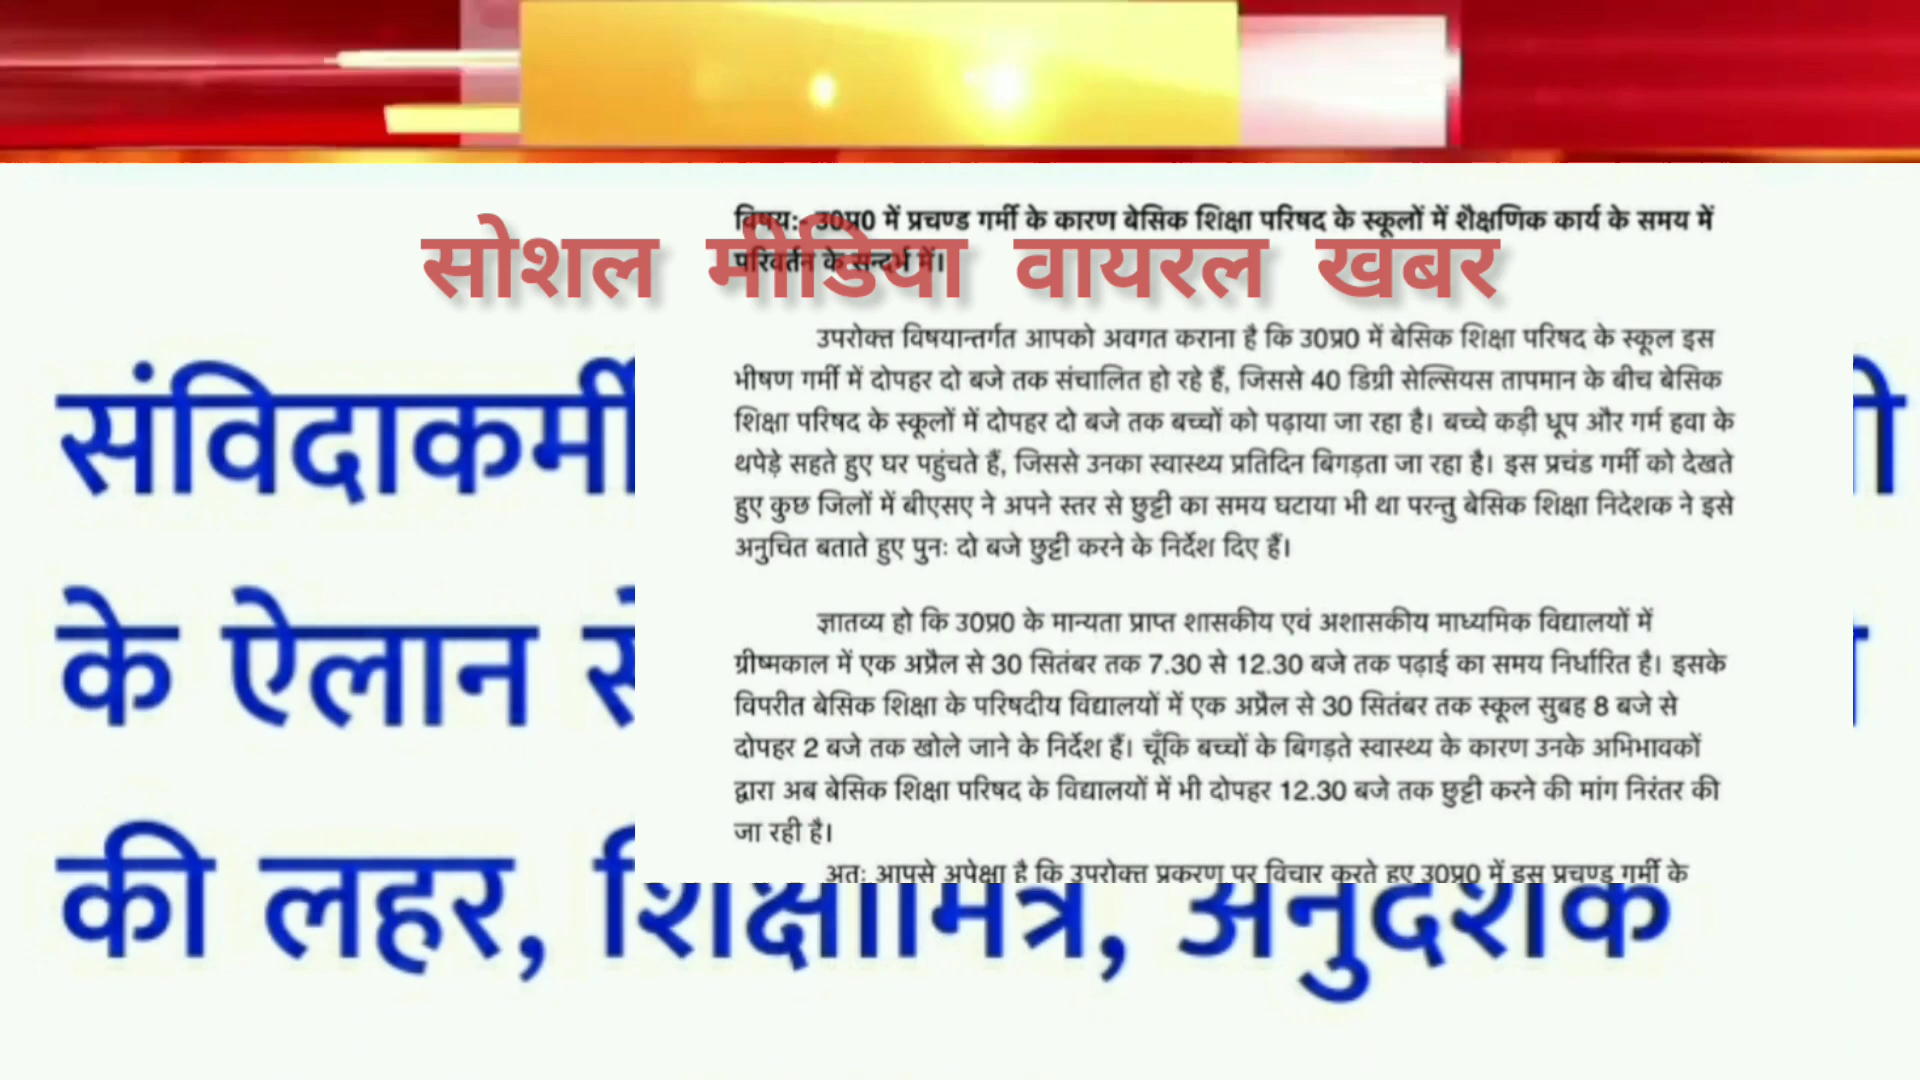 विषय:- उ0प्र0 में प्रचण्ड गर्मी के कारण बेसिक शिक्षा परिषद के स्कूलों में शैक्षणिक कार्य के समय में
परिवर्तन के सन्दर्भ में।
सोशल मीडिया वायरल खबर
उपरोक्त विषयान्तर्गत आपको अवगत कराना है कि उ0प्र0 में बेसिक शिक्षा परिषद के स्कूल इस
भीषण गर्मी में दोपहर दो बजे तक संचालित हो रहे हैं, जिससे 40 डिग्री सेल्सियस तापमान के बीच बेसिक
शिक्षा परिषद के स्कूलों में दोपहर दो बजे तक बच्चों को पढ़ाया जा रहा है। बच्चे कड़ी धूप और गर्म हवा के
थपेड़े सहते हुए घर पहुंचते हैं, जिससे उनका स्वास्थ्य प्रतिदिन बिगड़ता जा रहा है। इस प्रचंड गर्मी को देखते
हुए कुछ जिलों में बीएसए ने अपने स्तर से छुट्टी का समय घटाया भी था परन्तु बेसिक शिक्षा निदेशक ने इसे
अनुचित बताते हुए पुनः दो बजे छुट्टी करने के निर्देश दिए हैं।
ज्ञातव्य हो कि उ0प्र0 के मान्यता प्राप्त शासकीय एवं अशासकीय माध्यमिक विद्यालयों में
ग्रीष्मकाल में एक अप्रैल से 30 सितंबर तक 7.30 से 12.30 बजे तक पढ़ाई का समय निर्धारित है। इसके
विपरीत बेसिक शिक्षा के परिषदीय विद्यालयों में एक अप्रैल से 30 सितंबर तक स्कूल सुबह 8 बजे से
दोपहर 2 बजे तक खोले जाने के निर्देश हैं। चूँकि बच्चों के बिगड़ते स्वास्थ्य के कारण उनके अभिभावकों
द्वारा अब बेसिक शिक्षा परिषद के विद्यालयों में भी दोपहर 12.30 बजे तक छुट्टी करने की मांग निरंतर की
जा रही है।
अतः आपसे अपेक्षा है कि उपरोक्त प्रकरण पर विचार करते हुए उ0प्र0 में इस प्रचण्ड गर्मी के
संविदाकर्मी
के ऐलान से
की लहर, शिक्षामित्र, अनुदेशक